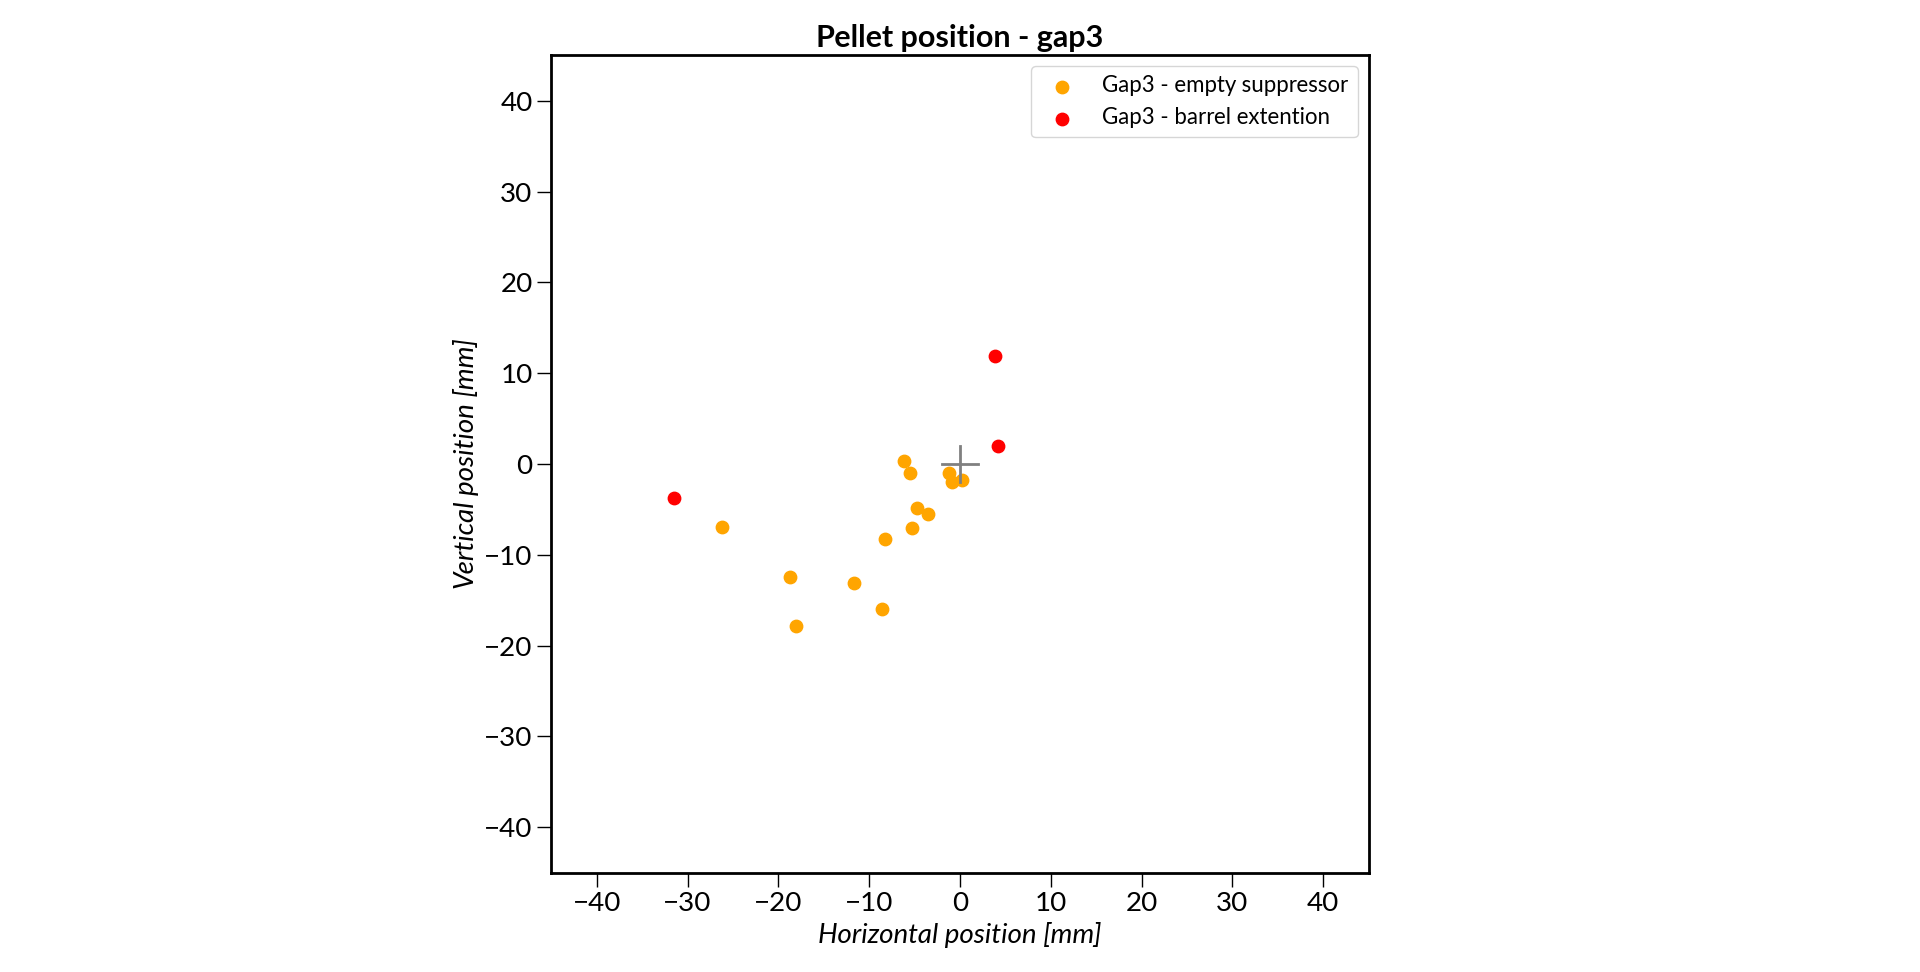 Pellet position - gap3
Gap3 - empty suppressor
Gap3 - barrel extention
40
30
20
10
0
−10
−20
−30
−40
Vertical position [mm]
−40 −30 −20 −10 0 10 20 30 40
Horizontal position [mm]